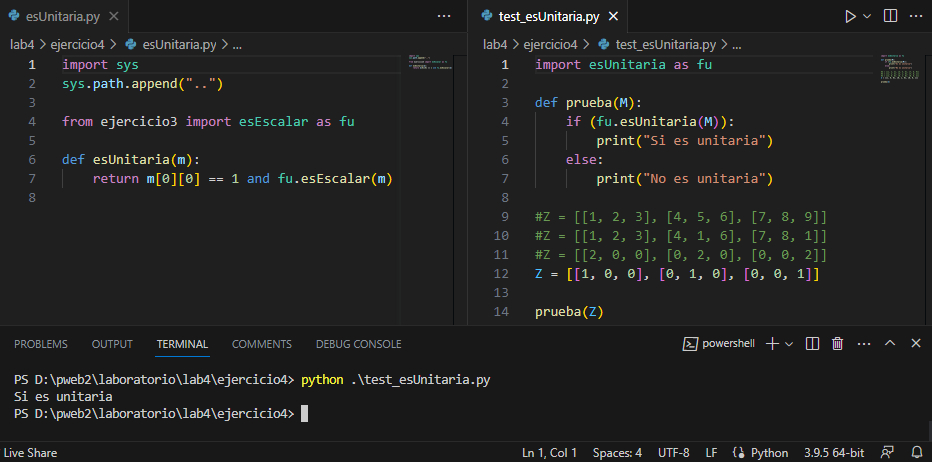 esUnitaria.py
lab4 > ejercicio4 > esUnitaria.py > ...
1 import sys
2 sys.path.append("..")
3
4 from ejercicio3 import esEscalar as fu
5
6 def esUnitaria(m):
7 return m[0][0] == 1 and fu.esEscalar(m)
8
test_esUnitaria.py
lab4 > ejercicio4 > test_esUnitaria.py > ...
1 import esUnitaria as fu
2
3 def prueba(M):
4 if (fu.esUnitaria(M)):
5 print("Si es unitaria")
6 else:
7 print("No es unitaria")
8
9 #Z = [[1, 2, 3], [4, 5, 6], [7, 8, 9]]
10 #Z = [[1, 2, 3], [4, 1, 6], [7, 8, 1]]
11 #Z = [[2, 0, 0], [0, 2, 0], [0, 0, 2]]
12 Z = [[1, 0, 0], [0, 1, 0], [0, 0, 1]]
13
14 prueba(Z)
PROBLEMS OUTPUT TERMINAL COMMENTS DEBUG CONSOLE powershell
PS D:\pweb2\laboratorio\lab4\ejercicio4> python .\test_esUnitaria.py
Si es unitaria
PS D:\pweb2\laboratorio\lab4\ejercicio4>
Live Share Ln 1, Col 1 Spaces: 4 UTF-8 LF Python 3.9.5 64-bit